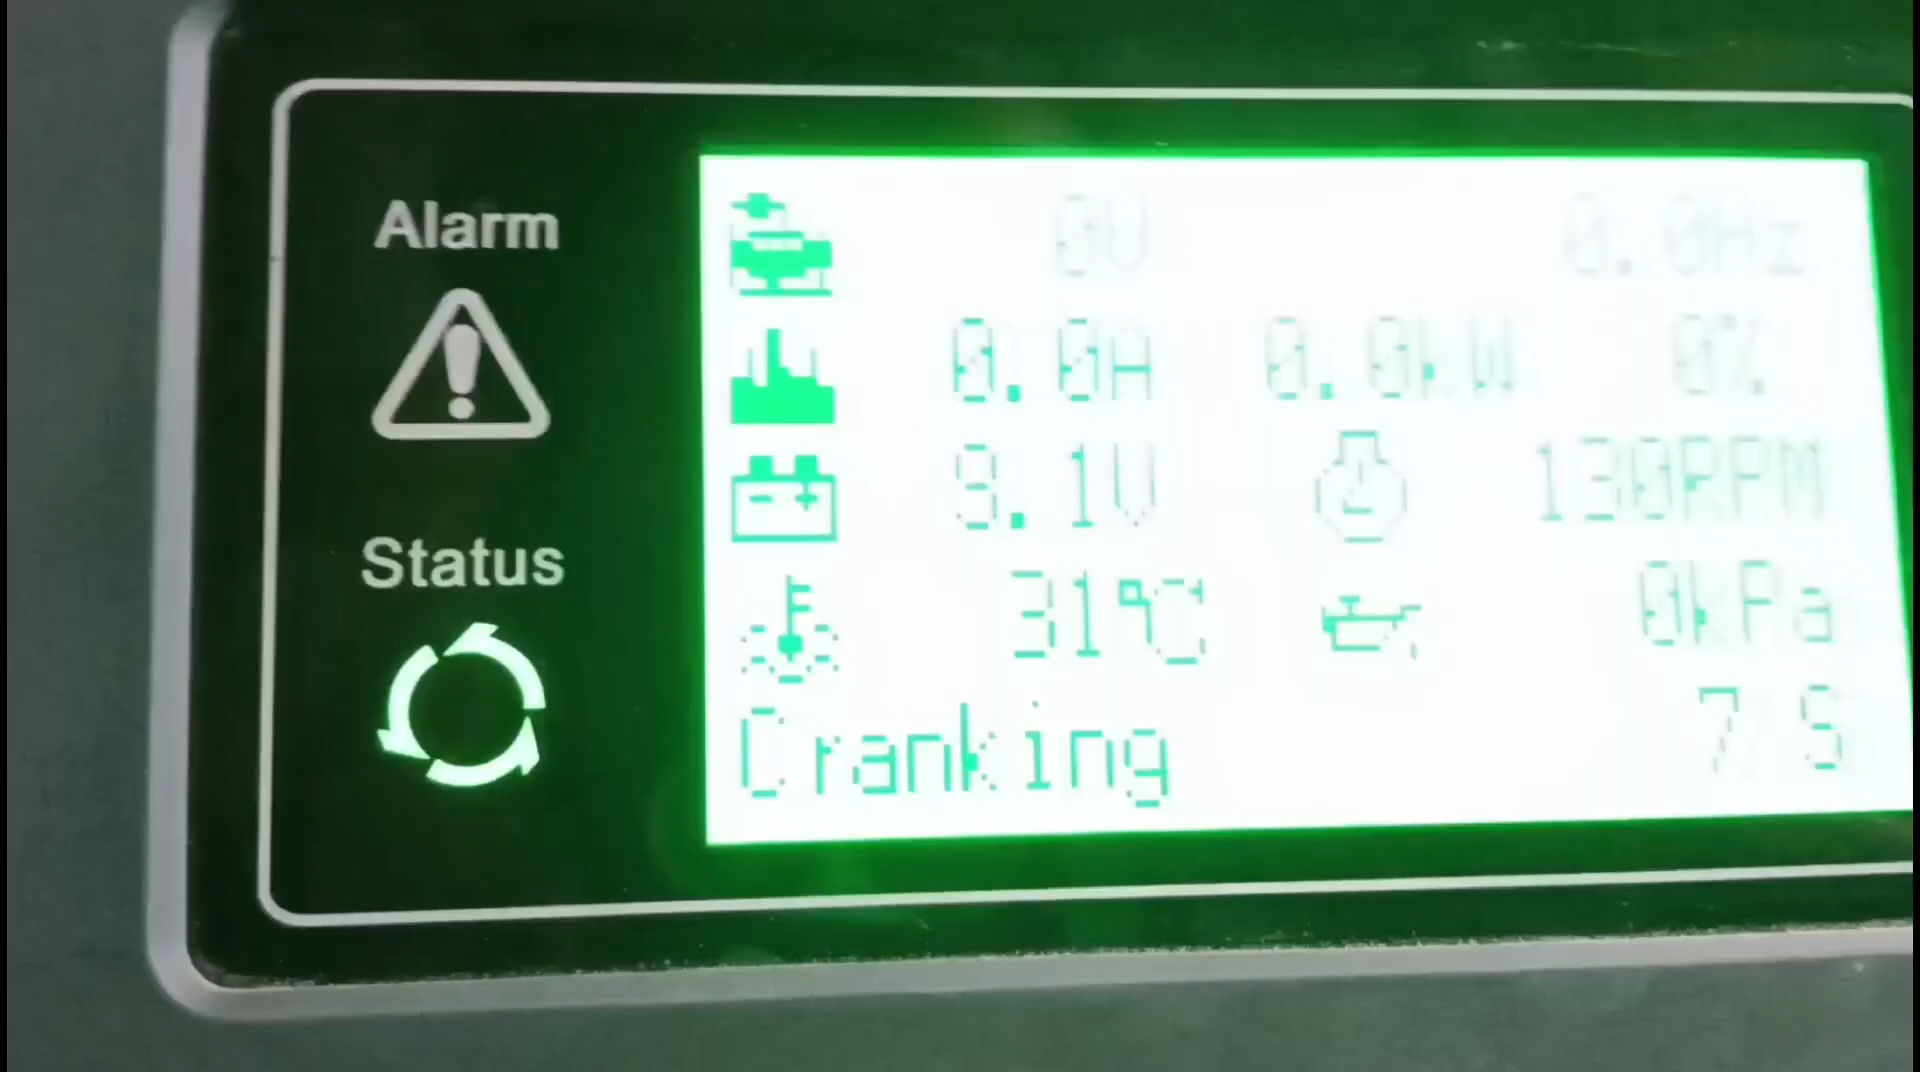 Alarm
Status
0V 0.0Hz
0.0A 0.0kW 0%
9.1V 130RPM
31℃ 0kPa
Cranking 7 S